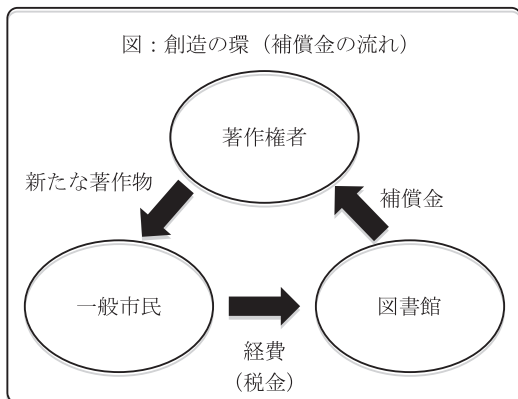 図：創造の環（補償金の流れ）
著作権者
新たな著作物
補償金
一般市民
図書館
経費
（税金）